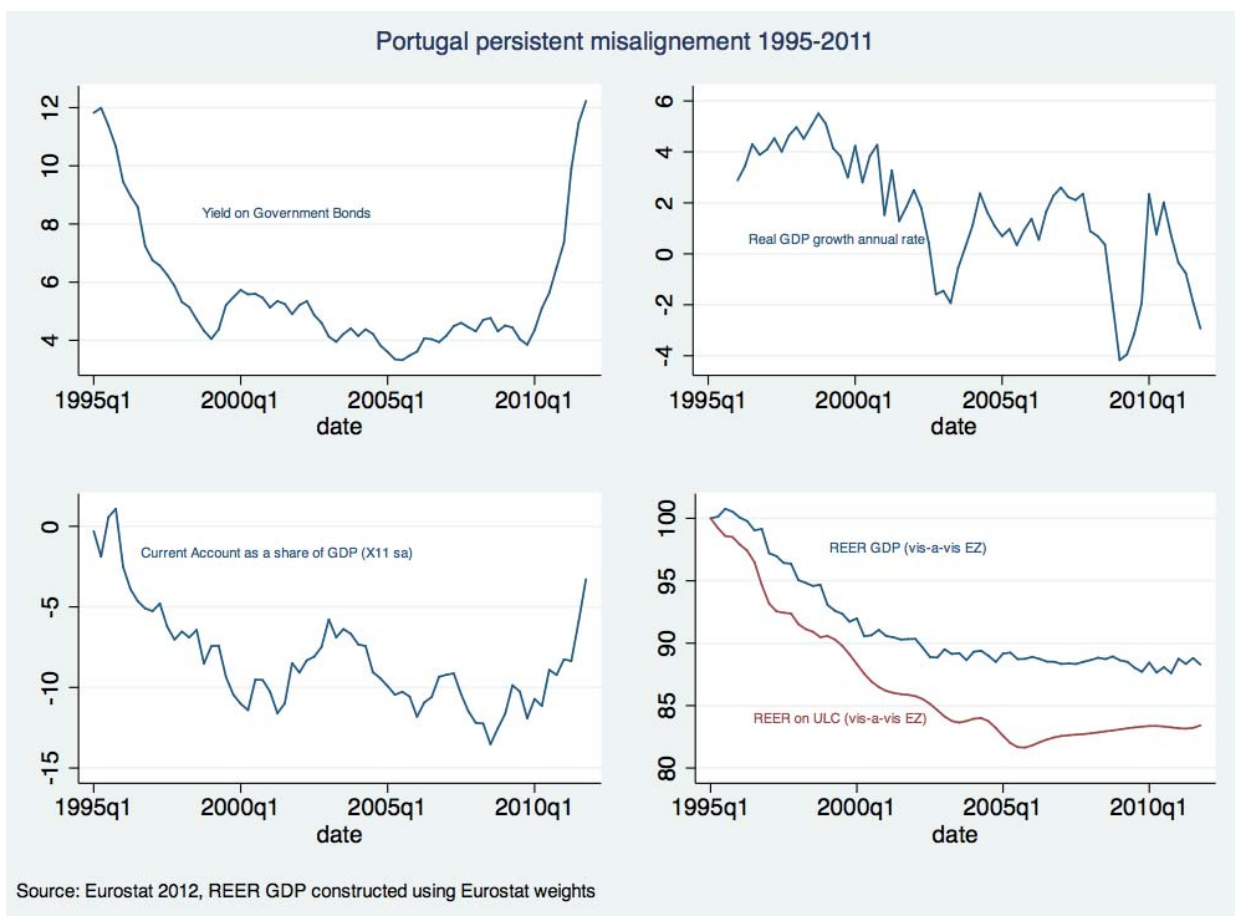 Portugal persistent misalignement 1995-2011
12
10
8
6
4
Yield on Government Bonds
1995q1 2000q1 2005q1 2010q1
date
6
4
2
0
-2
-4
Real GDP growth annual rate
1995q1 2000q1 2005q1 2010q1
date
0
-5
-10
-15
Current Account as a share of GDP (X11 sa)
1995q1 2000q1 2005q1 2010q1
date
100
95
90
85
80
REER GDP (vis-a-vis EZ)
REER on ULC (vis-a-vis EZ)
1995q1 2000q1 2005q1 2010q1
date
Source: Eurostat 2012, REER GDP constructed using Eurostat weights